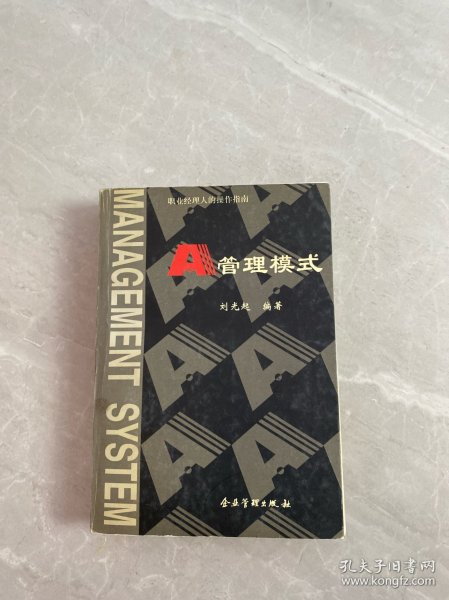 职业经理人的操作指南
A管理模式
刘光起 编著
MANAGEMENT SYSTEM
企业管理出版社
孔夫子旧书网
www.kongfz.com